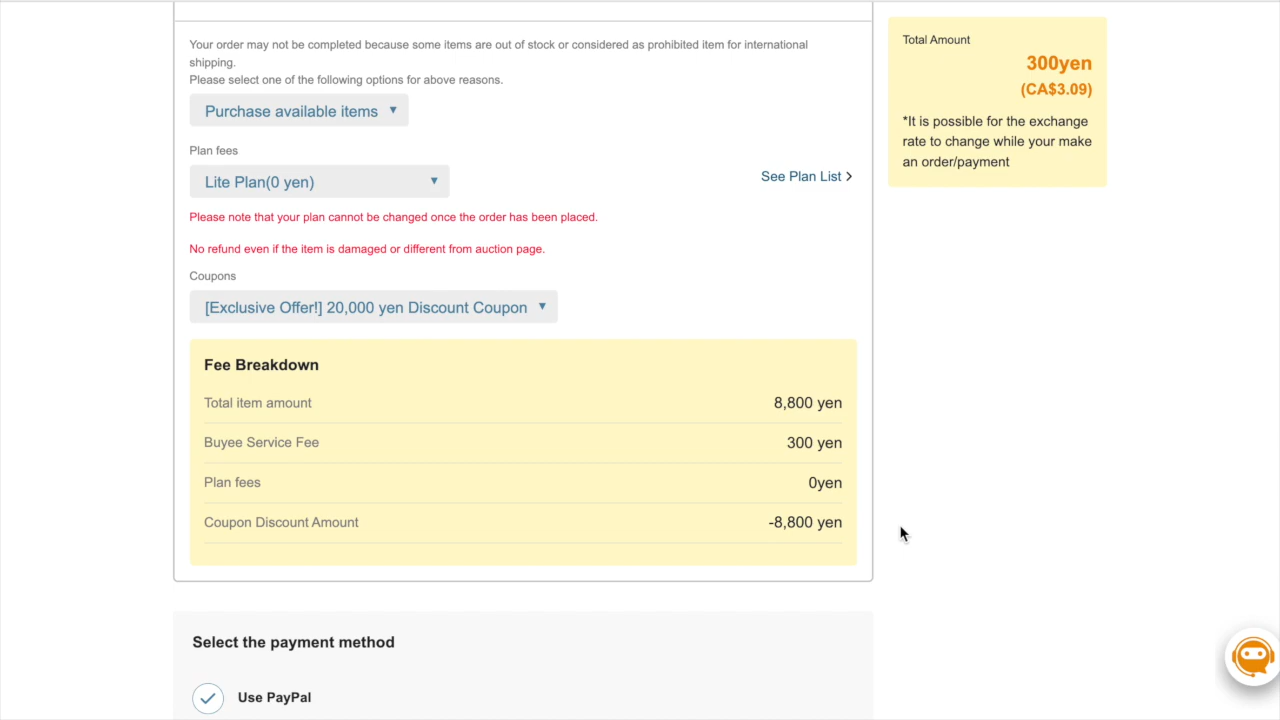 Your order may not be completed because some items are out of stock or considered as prohibited item for international
shipping.
Please select one of the following options for above reasons.
Purchase available items
Plan fees
Lite Plan(0 yen)
See Plan List
Please note that your plan cannot be changed once the order has been placed.
No refund even if the item is damaged or different from auction page.
Coupons
[Exclusive Offer!] 20,000 yen Discount Coupon
Fee Breakdown
Total item amount 8,800 yen
Buyee Service Fee 300 yen
Plan fees 0yen
Coupon Discount Amount -8,800 yen
Select the payment method
Use PayPal
Total Amount
300yen
(CA$3.09)
*It is possible for the exchange
rate to change while your make
an order/payment